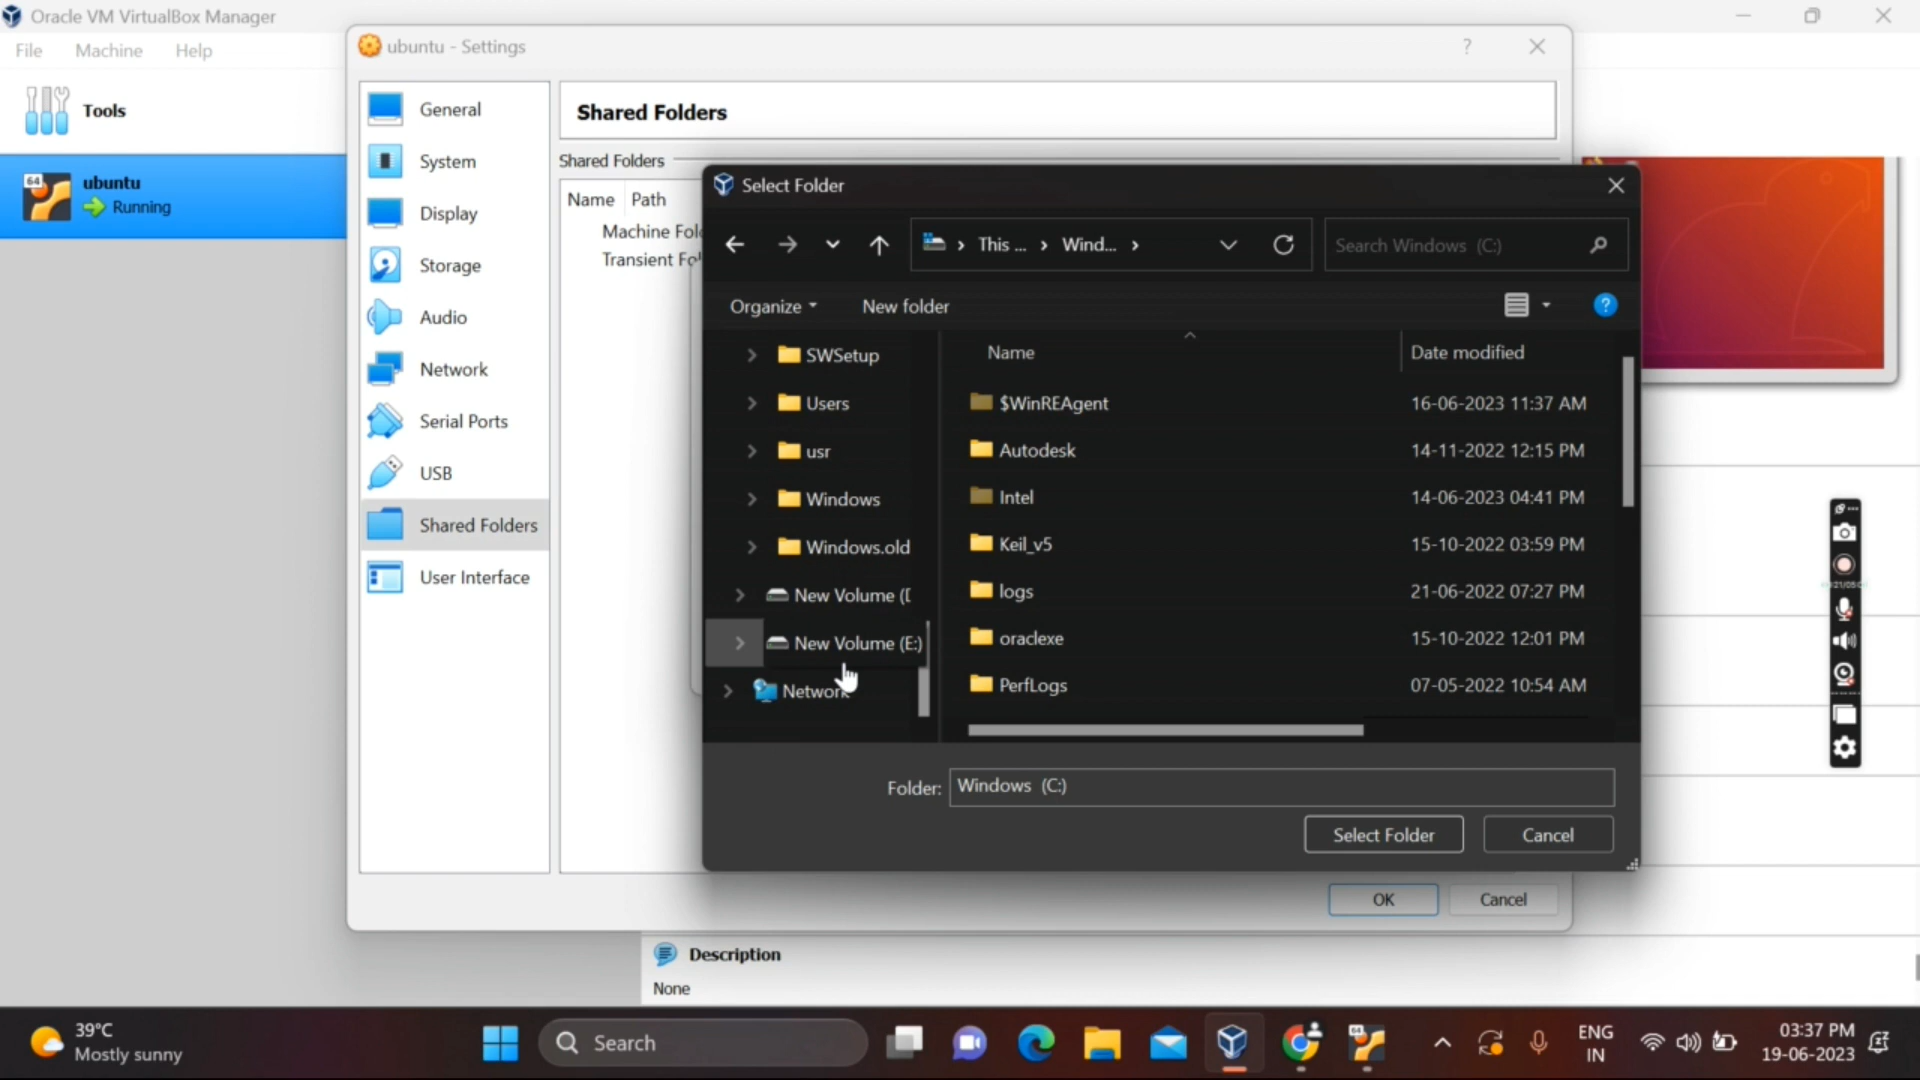 Oracle VM VirtualBox Manager
File Machine Help
Tools
64
ubuntu
Running
ubuntu - Settings
?
General
System
Display
Storage
Audio
Network
Serial Ports
USB
Shared Folders
User Interface
Shared Folders
Shared Folders
Name Path
Machine
Transient
Select Folder
This ... > Wind... >
Search Windows (C:)
Organize New folder
?
SWSetup
Users
usr
Windows
Windows.old
New Volume (
New Volume (E:)
Network
Name Date modified
$WinREAgent 16-06-2023 11:37 AM
Autodesk 14-11-2022 12:15 PM
Intel 14-06-2023 04:41 PM
Keil_v5 15-10-2022 03:59 PM
logs 21-06-2022 07:27 PM
oraclexe 15-10-2022 12:01 PM
PerfLogs 07-05-2022 10:54 AM
Folder: Windows (C:)
Select Folder Cancel
OK Cancel
Description
None
39°C
Mostly sunny
Search
64
ENG
IN
03:37 PM
19-06-2023